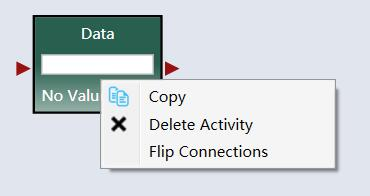 Data
No Valu
Copy
Delete Activity
Flip Connections